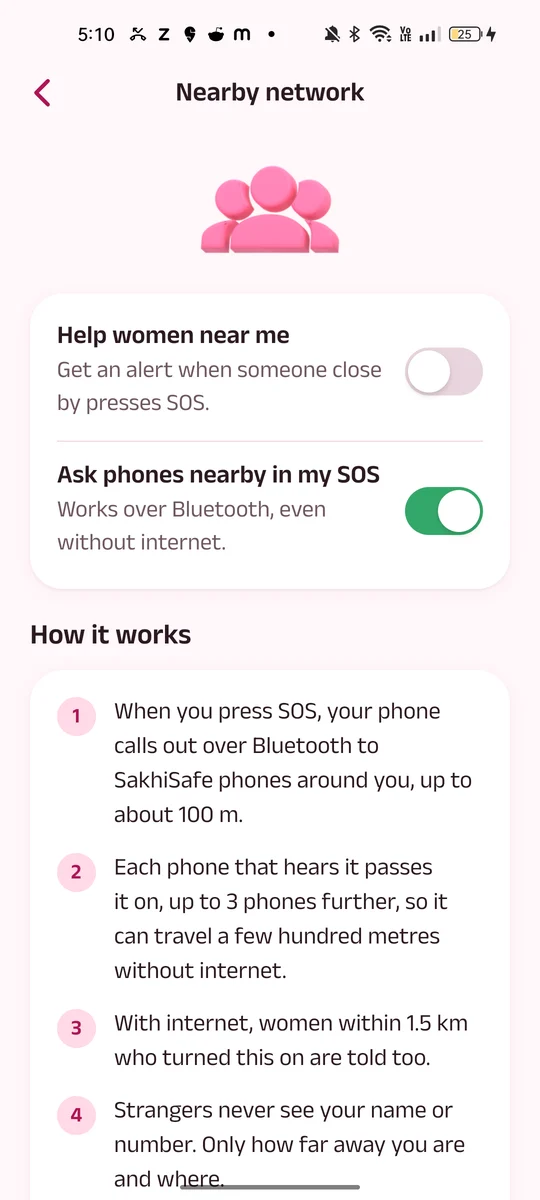 5:10
Z
m
Vo
LTE
25
Nearby network
Help women near me
Get an alert when someone close
by presses SOS.
Ask phones nearby in my SOS
Works over Bluetooth, even
without internet.
How it works
1
When you press SOS, your phone
calls out over Bluetooth to
SakhiSafe phones around you, up to
about 100 m.
2
Each phone that hears it passes
it on, up to 3 phones further, so it
can travel a few hundred metres
without internet.
3
With internet, women within 1.5 km
who turned this on are told too.
4
Strangers never see your name or
number. Only how far away you are
and where.